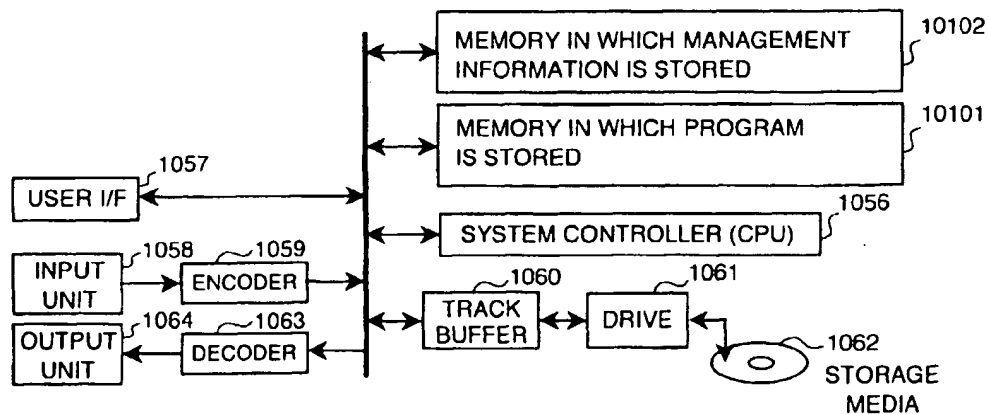 MEMORY IN WHICH MANAGEMENT
INFORMATION IS STORED
10102
MEMORY IN WHICH PROGRAM
IS STORED
10101
1057
USER I/F
1056
SYSTEM CONTROLLER (CPU)
1058
INPUT
UNIT
1059
ENCODER
1060
TRACK
BUFFER
1061
DRIVE
1064
OUTPUT
UNIT
1063
DECODER
1062
STORAGE
MEDIA